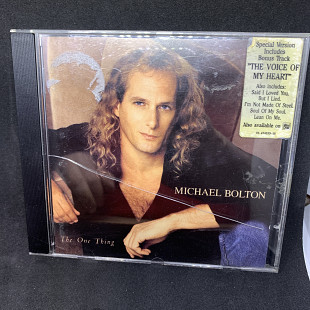 Special Version
Includes
Bonus Track
"THE VOICE OF
MY HEART"
Also Includes:
Said I Loved You,
But I Lied.
I'm Not Made Of Steel.
Soul Of My Soul.
Lean On Me.
Also available on
MICHAEL BOLTON
The One Thing